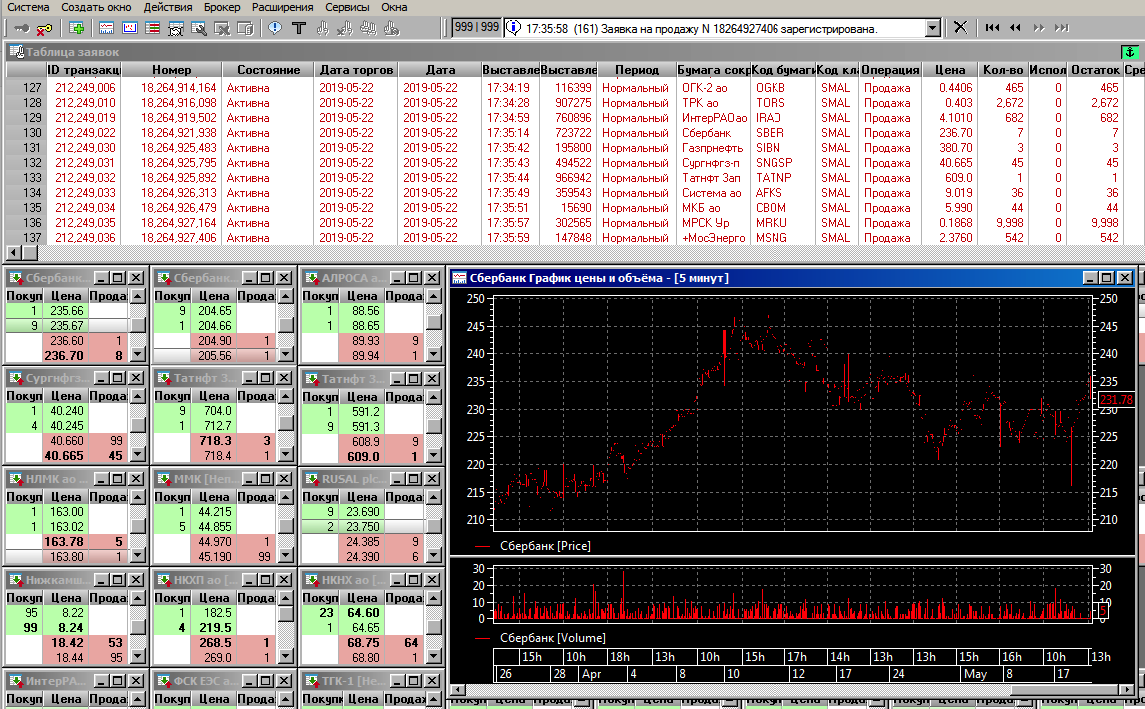 Система Создать окно Действия Брокер Расширения Сервисы Окна
999 | 999 17:35:58 (161) Заявка на продажу N 18264927406 зарегистрирована.
Таблица заявок
ID транзакц Номер Состояние Дата торгов Дата Выставле Выставле Период Бумага сокр Код бумаги Код кла Операция Цена Кол-во Испол Остаток Сре
127 212,249,006 18,264,914,164 Активна 2019-05-22 2019-05-22 17:34:19 116399 Нормальный ОГК-2 ао OGKB SMAL Продажа 0.4406 465 0 465
128 212,249,010 18,264,916,098 Активна 2019-05-22 2019-05-22 17:34:28 907275 Нормальный ТРК ао TORS SMAL Продажа 0.403 2,672 0 2,672
129 212,249,019 18,264,919,502 Активна 2019-05-22 2019-05-22 17:34:59 760896 Нормальный ИнтерРАОао IRAO SMAL Продажа 4.1010 682 0 682
130 212,249,022 18,264,921,938 Активна 2019-05-22 2019-05-22 17:35:14 723722 Нормальный Сбербанк SBER SMAL Продажа 236.70 7 0 7
131 212,249,030 18,264,925,483 Активна 2019-05-22 2019-05-22 17:35:42 195800 Нормальный Газпрнефть SIBN SMAL Продажа 380.70 3 0 3
132 212,249,031 18,264,925,795 Активна 2019-05-22 2019-05-22 17:35:43 494522 Нормальный Сургнфгз-п SNGSP SMAL Продажа 40.665 45 0 45
133 212,249,032 18,264,925,892 Активна 2019-05-22 2019-05-22 17:35:44 966942 Нормальный Татнфт 3ап TATNP SMAL Продажа 609.0 1 0 1
134 212,249,033 18,264,926,313 Активна 2019-05-22 2019-05-22 17:35:49 359543 Нормальный Система ао AFKS SMAL Продажа 9.019 36 0 36
135 212,249,034 18,264,926,479 Активна 2019-05-22 2019-05-22 17:35:51 15690 Нормальный МКБ ао CBOM SMAL Продажа 5.990 44 0 44
136 212,249,035 18,264,927,164 Активна 2019-05-22 2019-05-22 17:35:57 302565 Нормальный МРСК Ур MRKU SMAL Продажа 0.1868 9,998 0 9,998
137 212,249,036 18,264,927,406 Активна 2019-05-22 2019-05-22 17:35:59 147848 Нормальный +МосЭнерго MSNG SMAL Продажа 2.3760 542 0 542
Сбербанк
Покуп Цена Прода
1 235.66
9 235.67
236.60 1
236.70 8
Сбербанк...
Покуп Цена Прода
9 204.65
1 204.66
204.90 1
205.56 1
АЛРОСА а...
Покуп Цена Прода
1 88.56
1 88.65
89.93 9
89.94 1
Сургнфгз...
Покуп Цена Прода
1 40.240
4 40.245
40.660 99
40.665 45
Татнфт 3...
Покуп Цена Прода
9 704.0
1 712.7
718.3 3
718.4 1
Татнфт 3...
Покуп Цена Прода
1 591.2
9 591.3
608.9 9
609.0 1
НЛМК ао ...
Покуп Цена Прода
1 163.00
1 163.02
163.78 5
163.80 1
ММК [Неп...
Покуп Цена Прода
1 44.215
5 44.855
44.970 1
45.190 99
RUSAL plc...
Покуп Цена Прода
9 23.690
2 23.750
24.385 9
24.390 6
Нижкамш...
Покуп Цена Прода
95 8.22
99 8.24
18.42 53
18.44 95
НКХП ао [...
Покуп Цена Прода
1 182.5
4 219.5
268.5 1
269.0 1
НКНХ ао [...
Покуп Цена Прода
23 64.60
1 64.65
68.75 64
68.80 1
ИнтерРА...
Покуп Цена Прода
ФСК ЕЭС а...
Покуп Цена Прода
ТГК-1 [Не...
Покуп Цена Прода
Сбербанк График цены и объёма - [5 минут]
250 250
245 245
240 240
235 235
231.78
230 230
225 225
220 220
215 215
210 210
Сбербанк [Price]
30 30
20 20
10 10
0 0
Сбербанк [Volume]
15h 10h 18h 13h 10h 15h 17h 14h 13h 13h 15h 16h 10h 13h
26 28 Apr 4 8 10 12 17 24 May 8 17